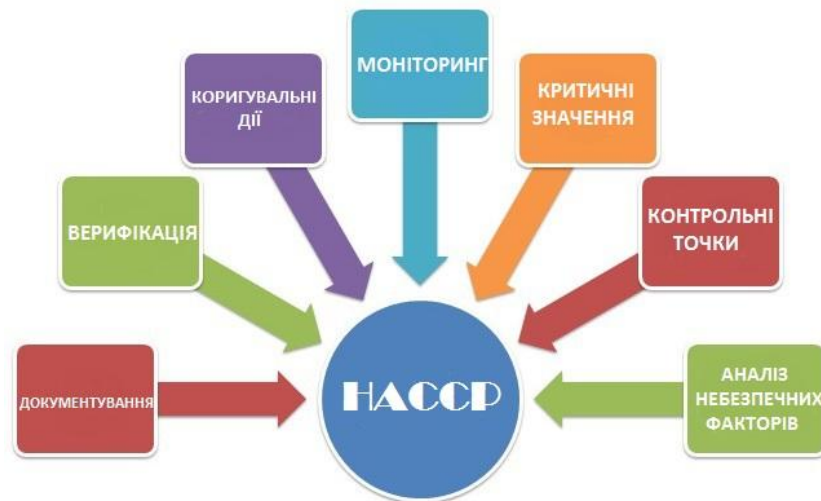 МОНІТОРИНГ
КОРИГУВАЛЬНІ
ДІЇ
КРИТИЧНІ
ЗНАЧЕННЯ
ВЕРИФІКАЦІЯ
КОНТРОЛЬНІ
ТОЧКИ
ДОКУМЕНТУВАННЯ
HACCP
АНАЛІЗ
НЕБЕЗПЕЧНИХ
ФАКТОРІВ